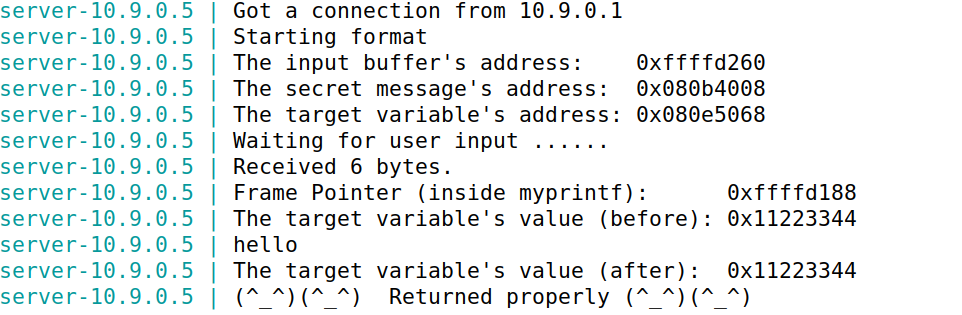 server-10.9.0.5 | Got a connection from 10.9.0.1
server-10.9.0.5 | Starting format
server-10.9.0.5 | The input buffer's address:    0xffffd260
server-10.9.0.5 | The secret message's address:  0x080b4008
server-10.9.0.5 | The target variable's address: 0x080e5068
server-10.9.0.5 | Waiting for user input ......
server-10.9.0.5 | Received 6 bytes.
server-10.9.0.5 | Frame Pointer (inside myprintf):      0xffffd188
server-10.9.0.5 | The target variable's value (before): 0x11223344
server-10.9.0.5 | hello
server-10.9.0.5 | The target variable's value (after):  0x11223344
server-10.9.0.5 | (^_^)(^_^)  Returned properly (^_^)(^_^)